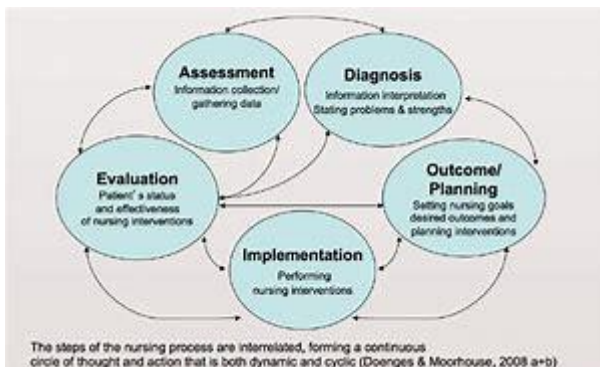 Assessment
Information collection/
gathering data
Diagnosis
Information interpretation
Stating problems & strengths
Evaluation
Patient's status
and effectiveness
of nursing interventions
Outcome/
Planning
Setting nursing goals
desired outcomes and
planning interventions
Implementation
Performing
nursing interventions
The steps of the nursing process are interrelated, forming a continuous
circle of thought and action that is both dynamic and cyclic (Doenges & Moorhouse, 2008 a+b)